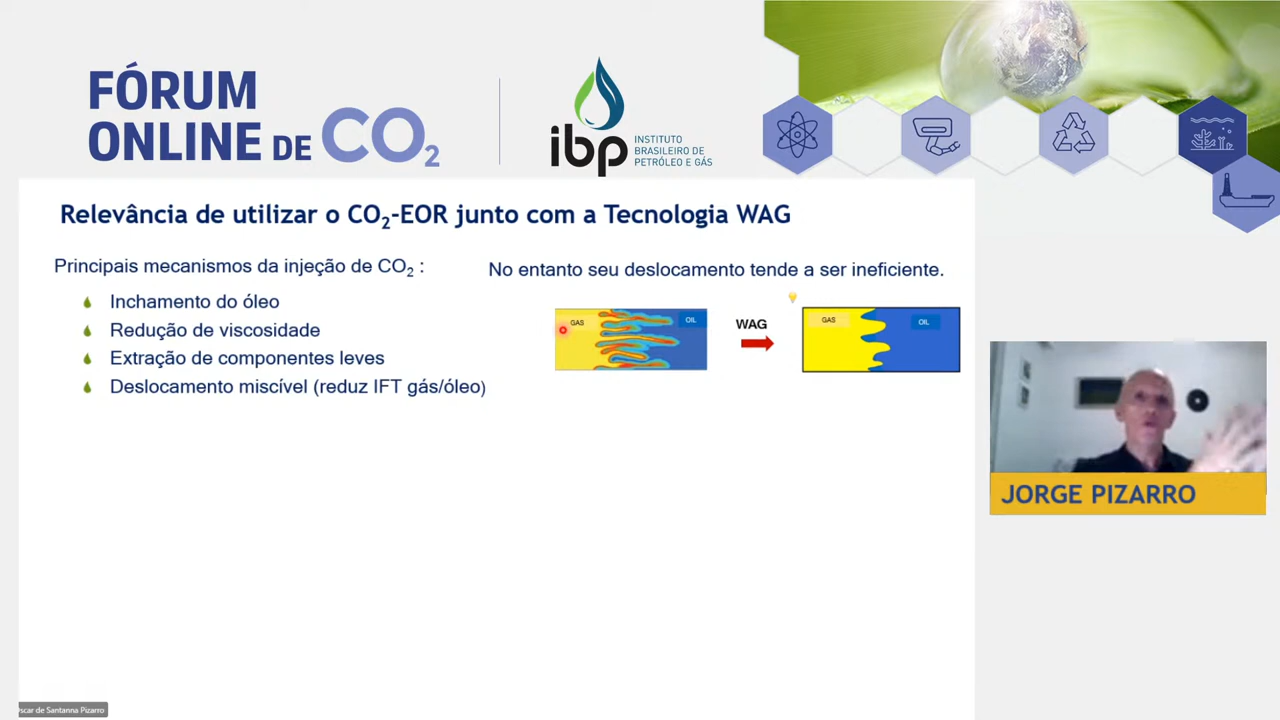 FÓRUM
ONLINE DE CO₂
ibp
INSTITUTO
BRASILEIRO DE
PETRÓLEO E GÁS
Relevância de utilizar o CO₂-EOR junto com a Tecnologia WAG
Principais mecanismos da injeção de CO₂ :
Inchamento do óleo
Redução de viscosidade
Extração de componentes leves
Deslocamento miscível (reduz IFT gás/óleo)
No entanto seu deslocamento tende a ser ineficiente.
GAS
OIL
WAG
GAS
OIL
JORGE PIZARRO
de Santanna Pizarro